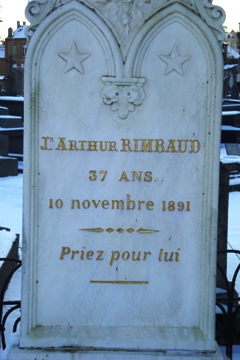 Jn Arthur RIMBAUD
37 ANS.
10 novembre 1891
Priez pour lui